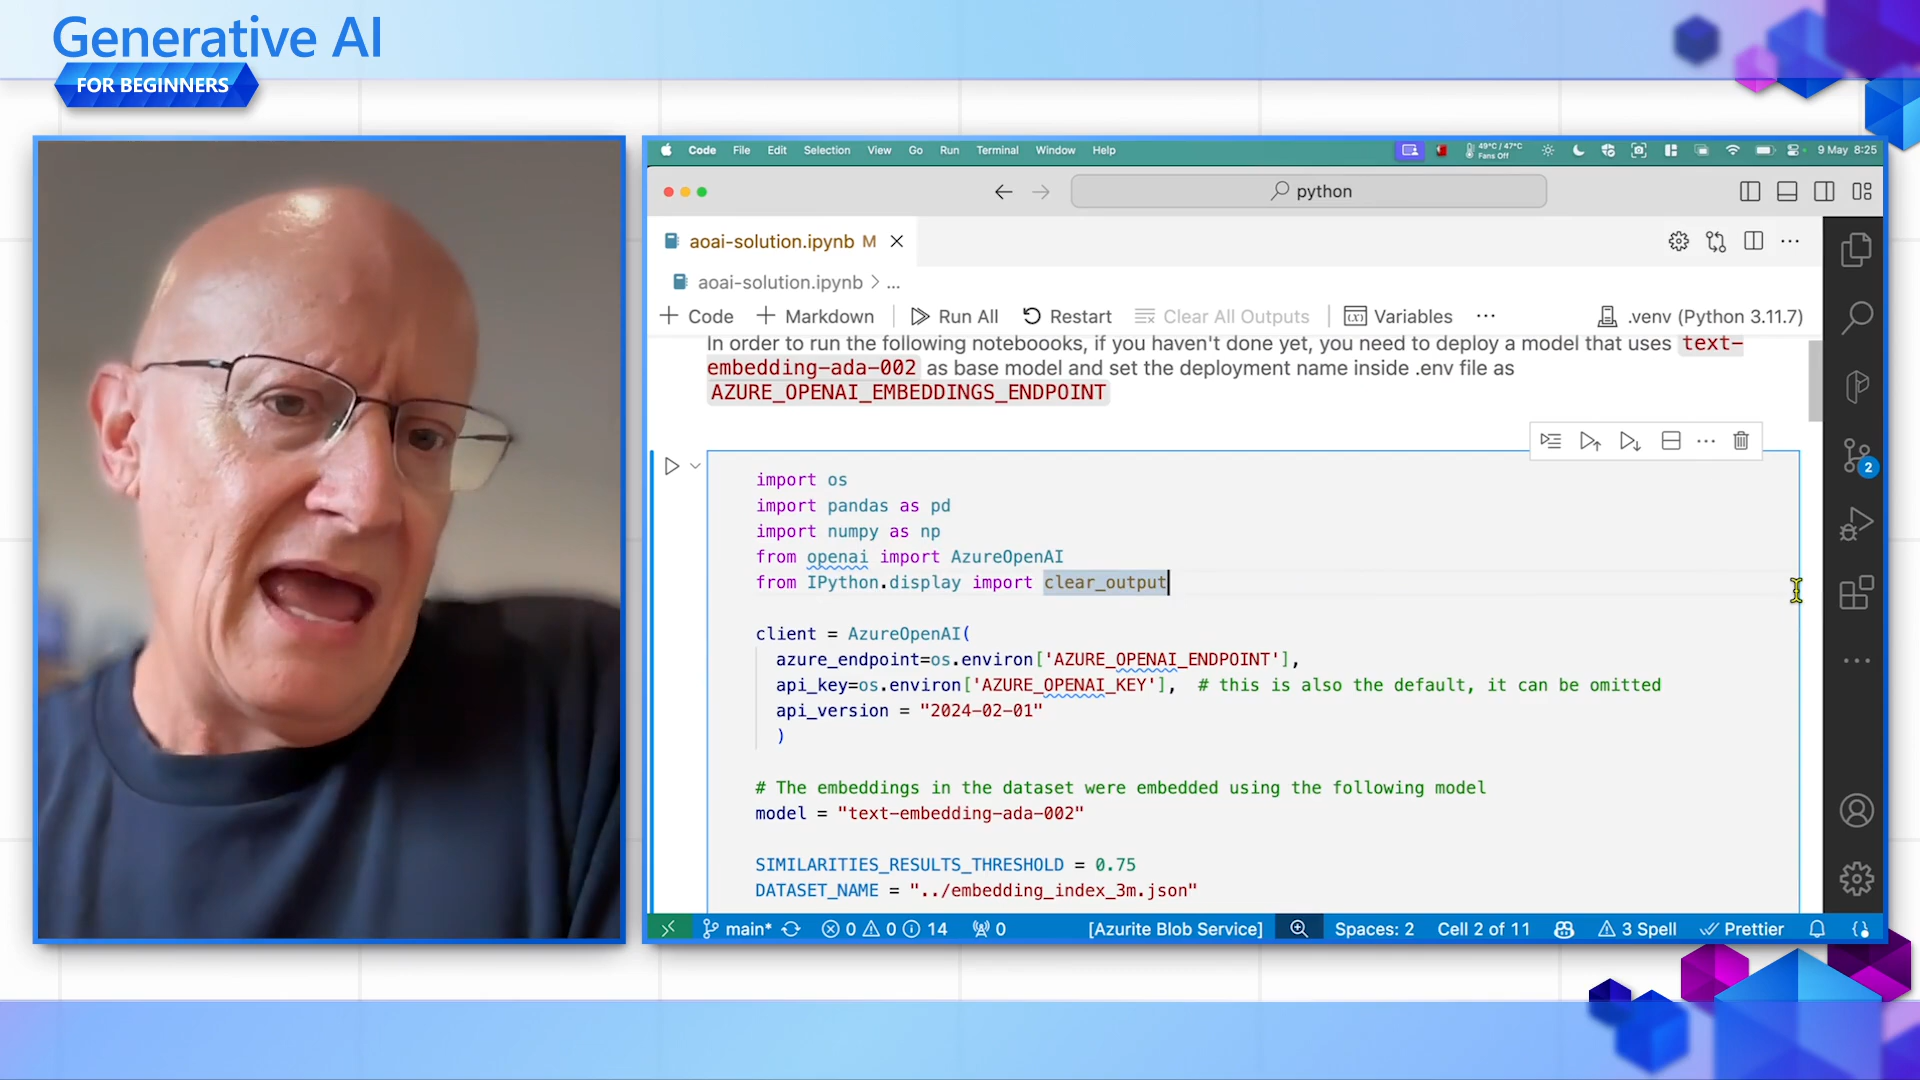 Generative AI
FOR BEGINNERS
Code File Edit Selection View Go Run Terminal Window Help 49°C / 47°C Fans Off 9 May 8:25
python
aoai-solution.ipynb M
aoai-solution.ipynb > ...
+ Code + Markdown Run All Restart Clear All Outputs Variables ... .venv (Python 3.11.7)
In order to run the following noteboooks, if you haven't done yet, you need to deploy a model that uses text-
embedding-ada-002 as base model and set the deployment name inside .env file as
AZURE_OPENAI_EMBEDDINGS_ENDPOINT
import os
import pandas as pd
import numpy as np
from openai import AzureOpenAI
from IPython.display import clear_output
client = AzureOpenAI(
azure_endpoint=os.environ['AZURE_OPENAI_ENDPOINT'],
api_key=os.environ['AZURE_OPENAI_KEY'],  # this is also the default, it can be omitted
api_version = "2024-02-01"
)
# The embeddings in the dataset were embedded using the following model
model = "text-embedding-ada-002"
SIMILARITIES_RESULTS_THRESHOLD = 0.75
DATASET_NAME = "../embedding_index_3m.json"
2
main* 0 0 14 0 [Azurite Blob Service] Spaces: 2 Cell 2 of 11 3 Spell Prettier